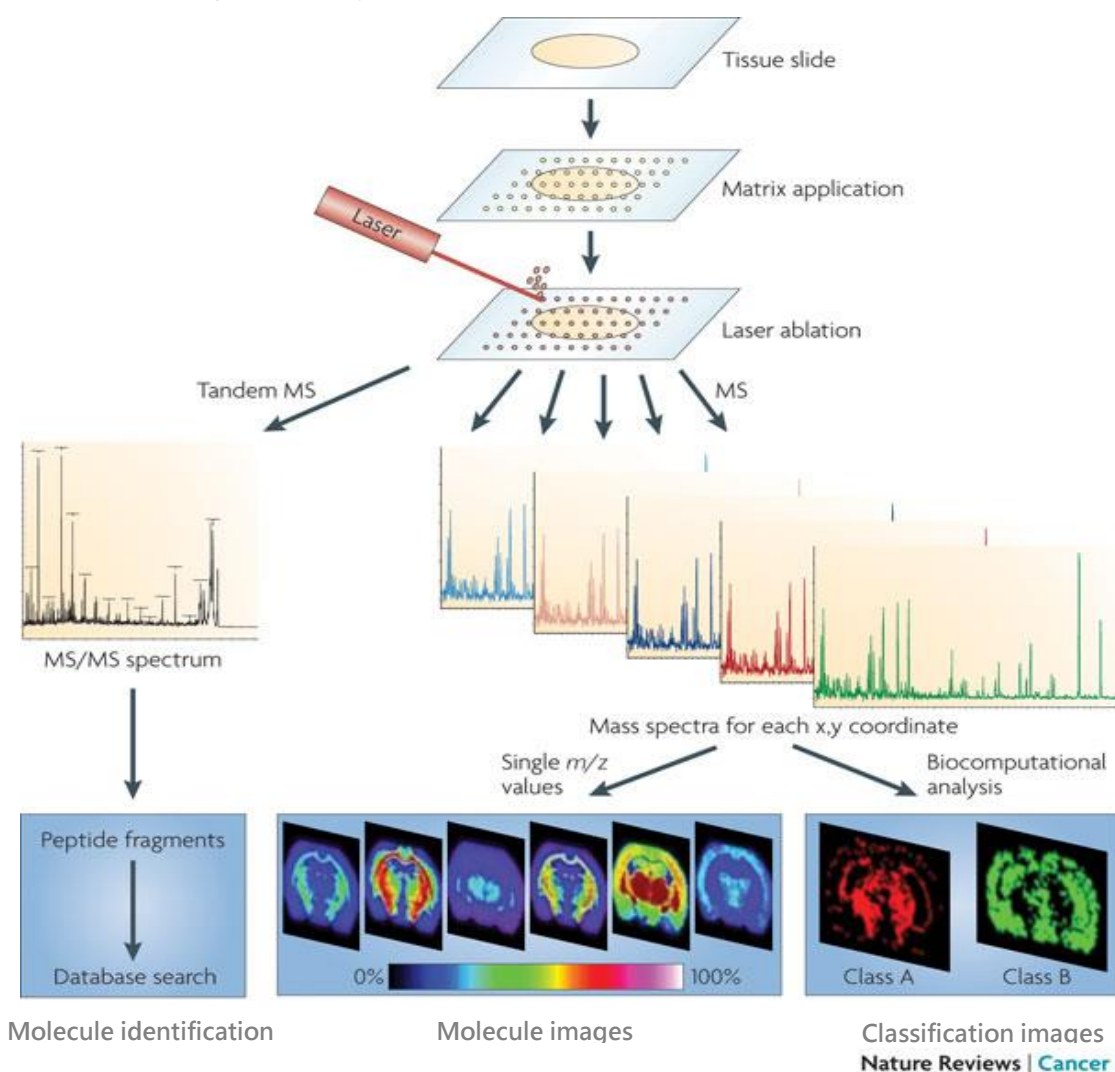 Tissue slide
Matrix application
Laser
Laser ablation
Tandem MS
MS
MS/MS spectrum
Mass spectra for each x,y coordinate
Single m/z
values
Biocomputational
analysis
Peptide fragments
Database search
0%
100%
Class A
Class B
Molecule identification
Molecule images
Classification images
Nature Reviews | Cancer